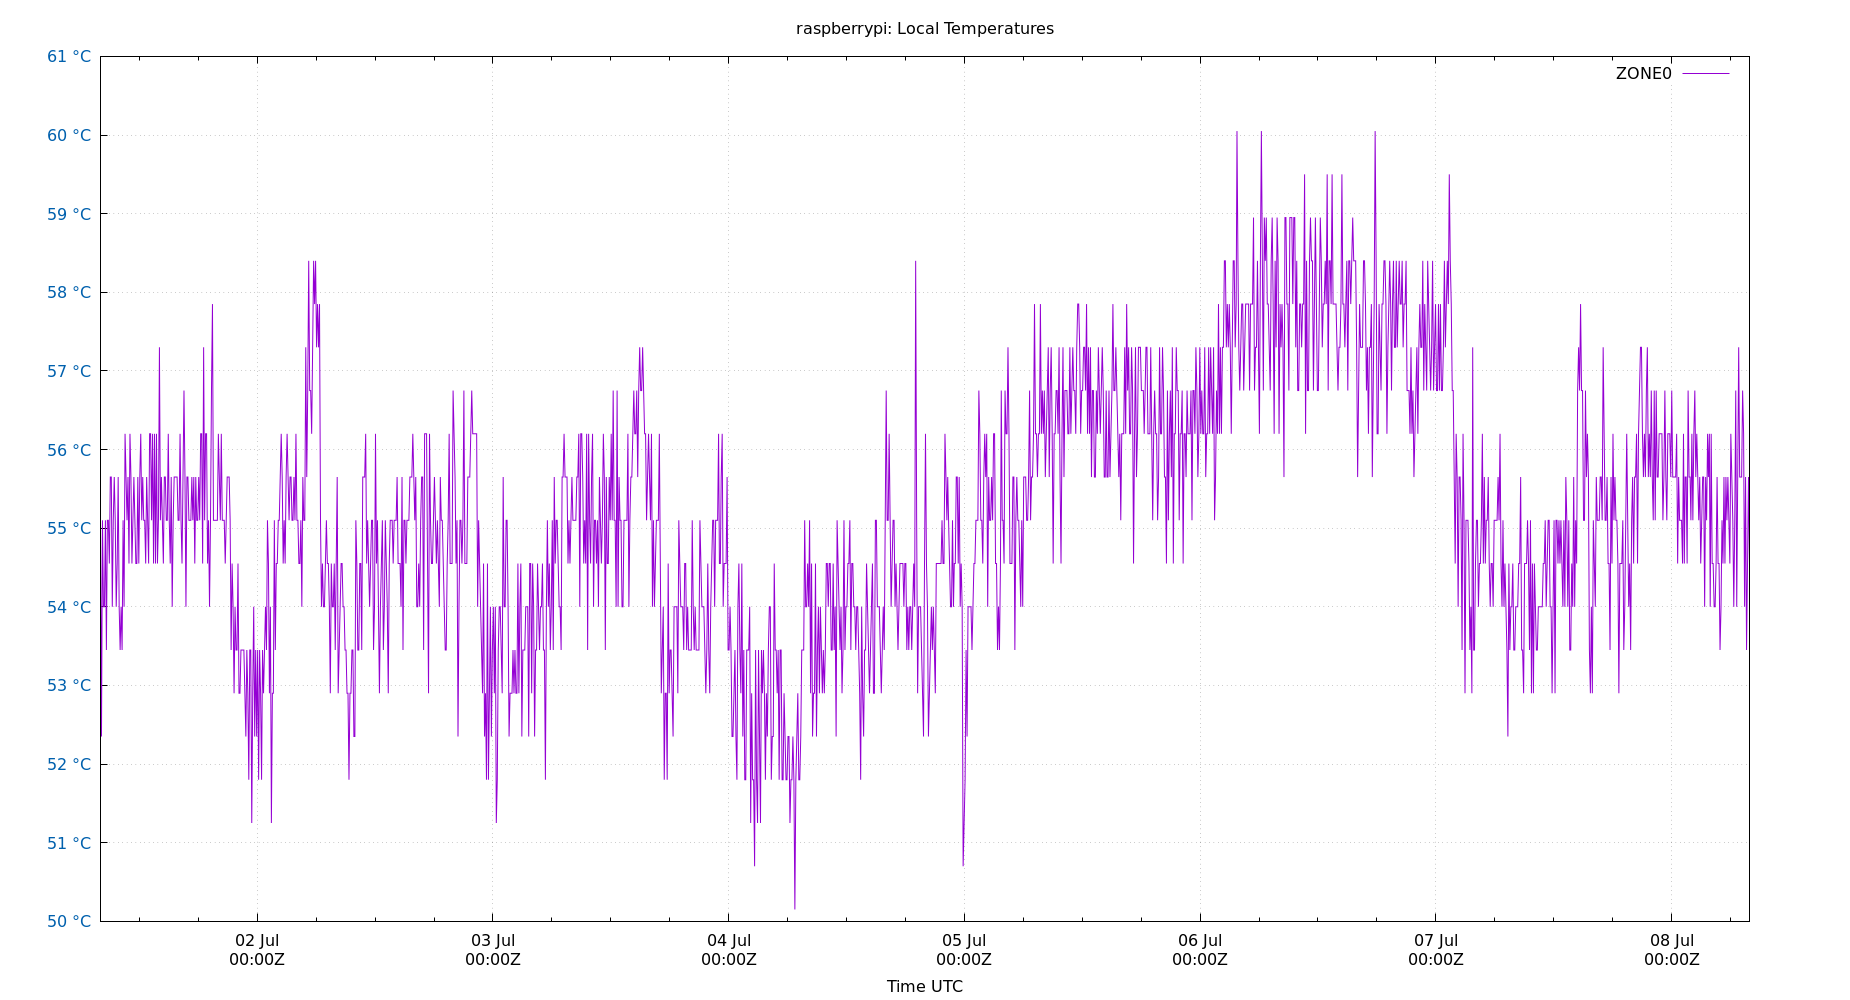 raspberrypi: Local Temperatures
61 °C
ZONE0
60 °C
59 °C
58 °C
57 °C
56 °C
55 °C
54 °C
53 °C
52 °C
51 °C
50 °C
02 Jul 03 Jul 04 Jul 05 Jul 06 Jul 07 Jul 08 Jul
00:00Z 00:00Z 00:00Z 00:00Z 00:00Z 00:00Z 00:00Z
Time UTC